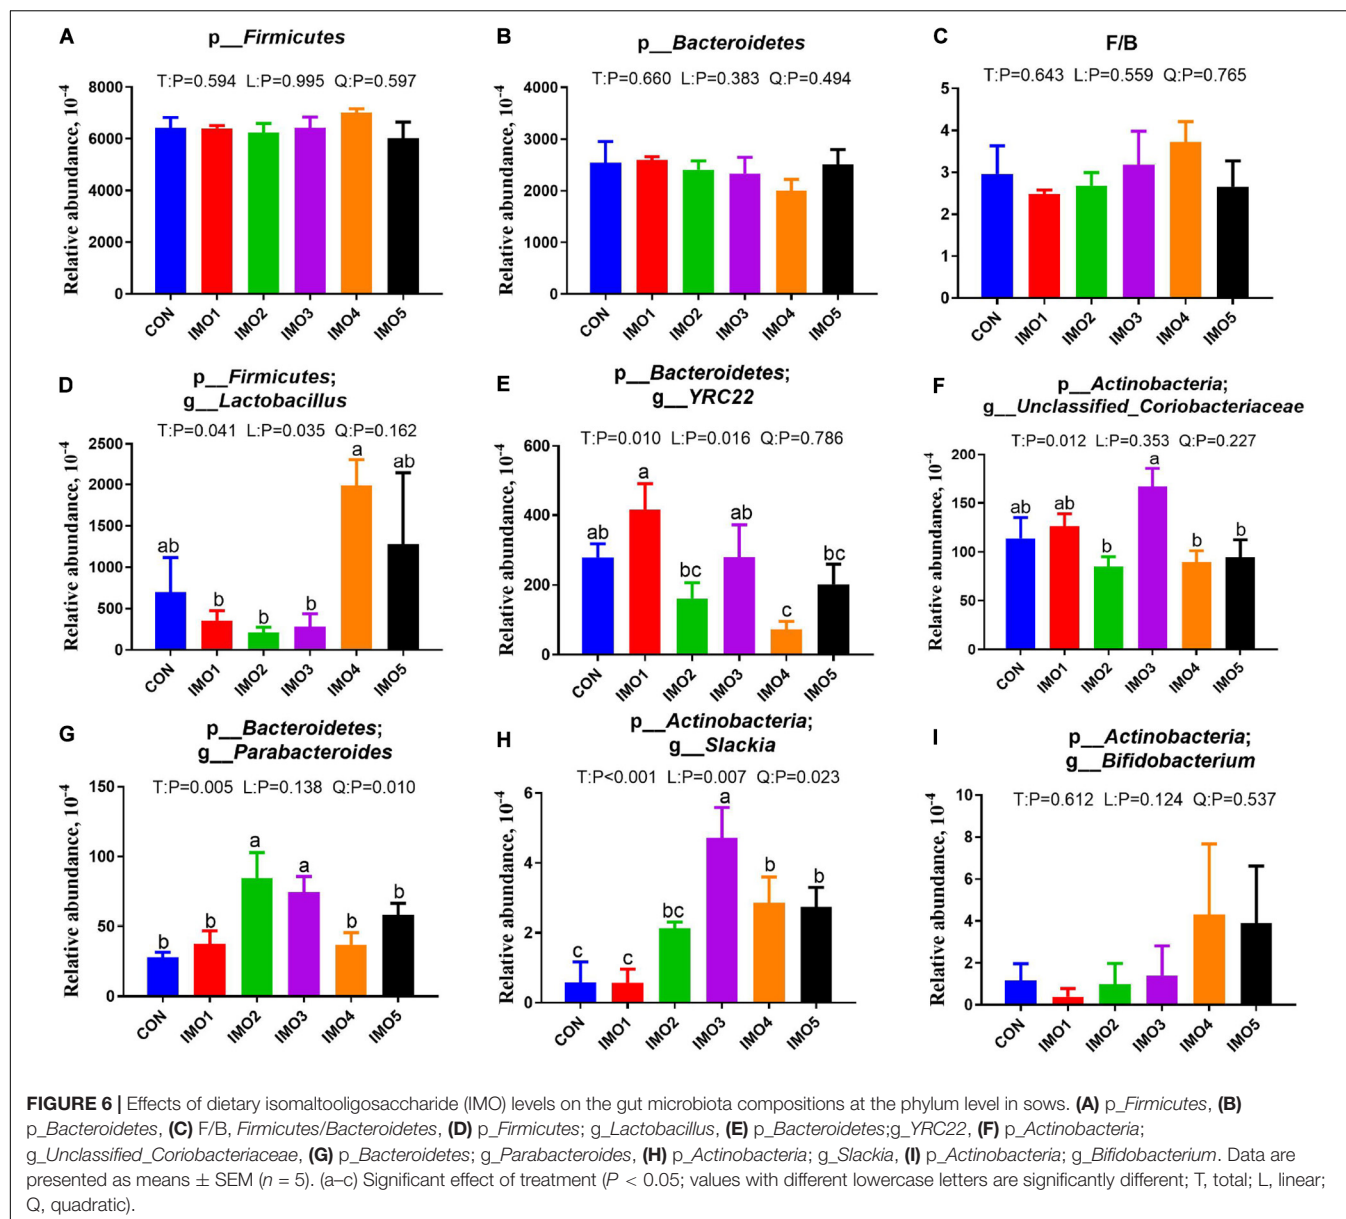 A
p__Firmicutes
T:P=0.594 L:P=0.995 Q:P=0.597
Relative abundance, 10-4
8000
6000
4000
2000
0
CON
IMO1
IMO2
IMO3
IMO4
IMO5
B
p__Bacteroidetes
T:P=0.660 L:P=0.383 Q:P=0.494
Relative abundance, 10-4
4000
3000
2000
1000
0
CON
IMO1
IMO2
IMO3
IMO4
IMO5
C
F/B
T:P=0.643 L:P=0.559 Q:P=0.765
5
4
3
2
1
0
CON
IMO1
IMO2
IMO3
IMO4
IMO5
D
p__Firmicutes;
g__Lactobacillus
T:P=0.041 L:P=0.035 Q:P=0.162
Relative abundance, 10-4
2500
2000
1500
1000
500
0
ab
b
b
b
a
ab
CON
IMO1
IMO2
IMO3
IMO4
IMO5
E
p__Bacteroidetes;
g__YRC22
T:P=0.010 L:P=0.016 Q:P=0.786
Relative abundance, 10-4
600
400
200
0
ab
a
bc
ab
c
bc
CON
IMO1
IMO2
IMO3
IMO4
IMO5
F
p__Actinobacteria;
g__Unclassified_Coriobacteriaceae
T:P=0.012 L:P=0.353 Q:P=0.227
Relative abundance, 10-4
200
150
100
50
0
ab
ab
b
a
b
b
CON
IMO1
IMO2
IMO3
IMO4
IMO5
G
p__Bacteroidetes;
g__Parabacteroides
T:P=0.005 L:P=0.138 Q:P=0.010
Relative abundance, 10-4
150
100
50
0
b
b
a
a
b
b
CON
IMO1
IMO2
IMO3
IMO4
IMO5
H
p__Actinobacteria;
g__Slackia
T:P<0.001 L:P=0.007 Q:P=0.023
Relative abundance, 10-4
6
4
2
0
c
c
bc
a
b
b
CON
IMO1
IMO2
IMO3
IMO4
IMO5
I
p__Actinobacteria;
g__Bifidobacterium
T:P=0.612 L:P=0.124 Q:P=0.537
Relative abundance, 10-4
10
8
6
4
2
0
CON
IMO1
IMO2
IMO3
IMO4
IMO5
FIGURE 6 | Effects of dietary isomaltooligosaccharide (IMO) levels on the gut microbiota compositions at the phylum level in sows. (A) p_Firmicutes, (B)
p_Bacteroidetes, (C) F/B, Firmicutes/Bacteroidetes, (D) p_Firmicutes; g_Lactobacillus, (E) p_Bacteroidetes;g_YRC22, (F) p_Actinobacteria;
g_Unclassified_Coriobacteriaceae, (G) p_Bacteroidetes; g_Parabacteroides, (H) p_Actinobacteria; g_Slackia, (I) p_Actinobacteria; g_Bifidobacterium. Data are
presented as means ± SEM (n = 5). (a–c) Significant effect of treatment (P < 0.05; values with different lowercase letters are significantly different; T, total; L, linear;
Q, quadratic).